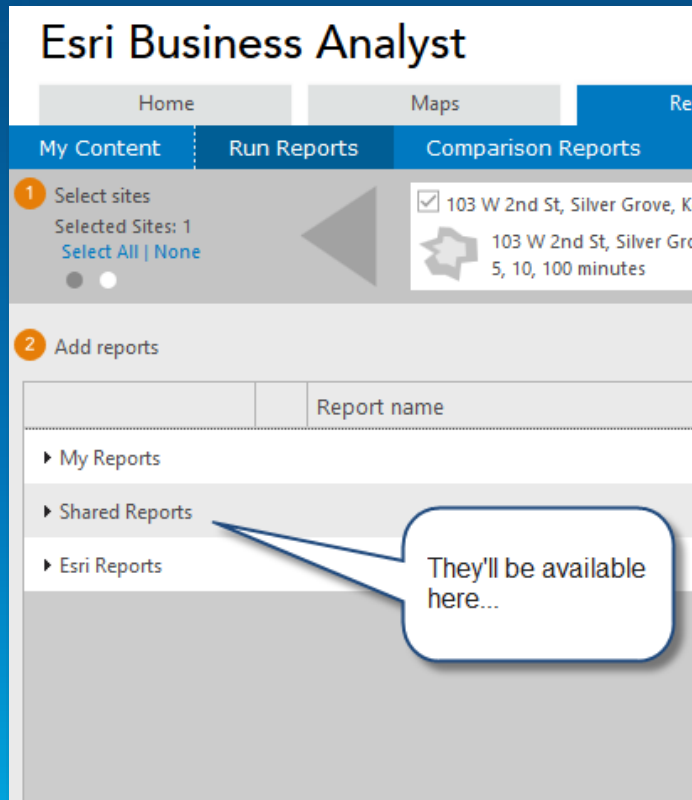 Esri Business Analyst
Home Maps Re
My Content Run Reports Comparison Reports
1 Select sites
Selected Sites: 1
Select All | None
103 W 2nd St, Silver Grove, K
103 W 2nd St, Silver Gro
5, 10, 100 minutes
2 Add reports
Report name
My Reports
Shared Reports
Esri Reports
They'll be available
here...